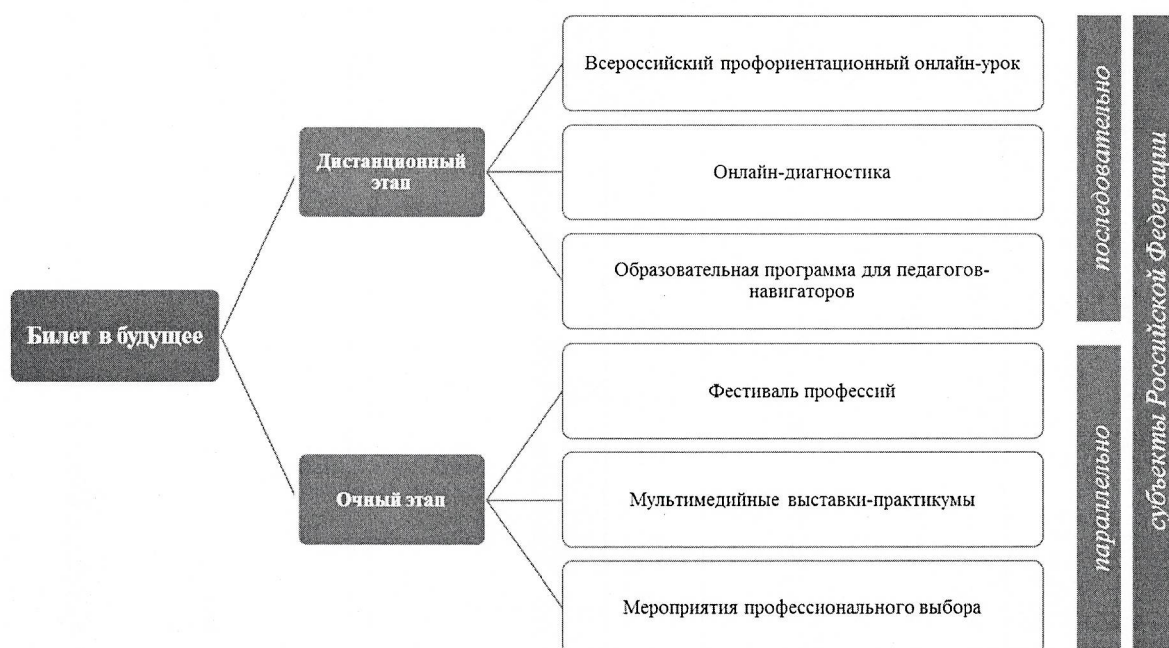 Билет в будущее
Дистанционный
этап
Всероссийский профориентационный онлайн-урок
Онлайн-диагностика
Образовательная программа для педагогов-
навигаторов
Очный этап
Фестиваль профессий
Мультимедийные выставки-практикумы
Мероприятия профессионального выбора
последовательно
параллельно
субъекты Российской Федерации